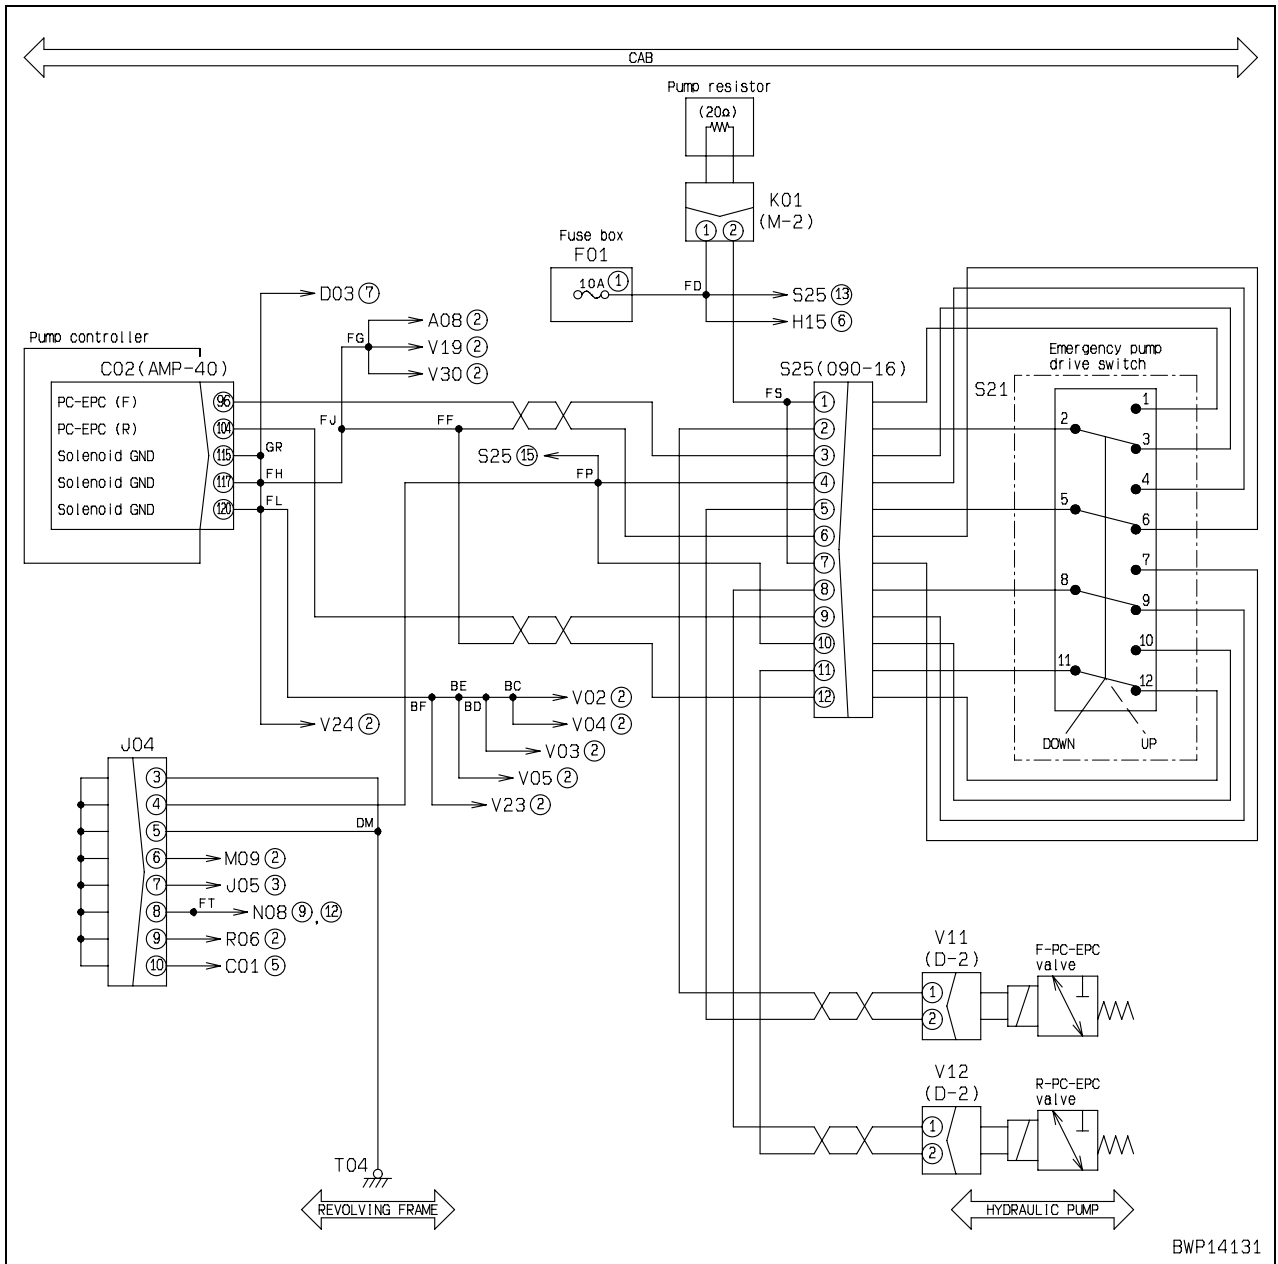 CAB
Pump resistor
(20Ω)
K01
(M-2)
1 2
Fuse box
F01
10A 1
FD
S25 13
H15 6
D03 7
A08 2
FG
V19 2
V30 2
Pump controller
C02(AMP-40)
PC-EPC (F) 96
PC-EPC (R) 104
Solenoid GND 115
Solenoid GND 117
Solenoid GND 120
GR
FH
FL
FJ
FF
S25 15
FP
FS
S25(090-16)
1
2
3
4
5
6
7
8
9
10
11
12
Emergency pump
drive switch
S21
1
2
3
4
5
6
7
8
9
10
11
12
DOWN UP
BF
BE
BD
BC
V02 2
V04 2
V03 2
V05 2
V23 2
V24 2
J04
3
4
5
DM
6 M09 2
7 J05 3
8 FT N08 9 , 12
9 R06 2
10 C01 5
V11
(D-2)
1
2
F-PC-EPC
valve
V12
(D-2)
1
2
R-PC-EPC
valve
T04
REVOLVING FRAME
HYDRAULIC PUMP
BWP14131